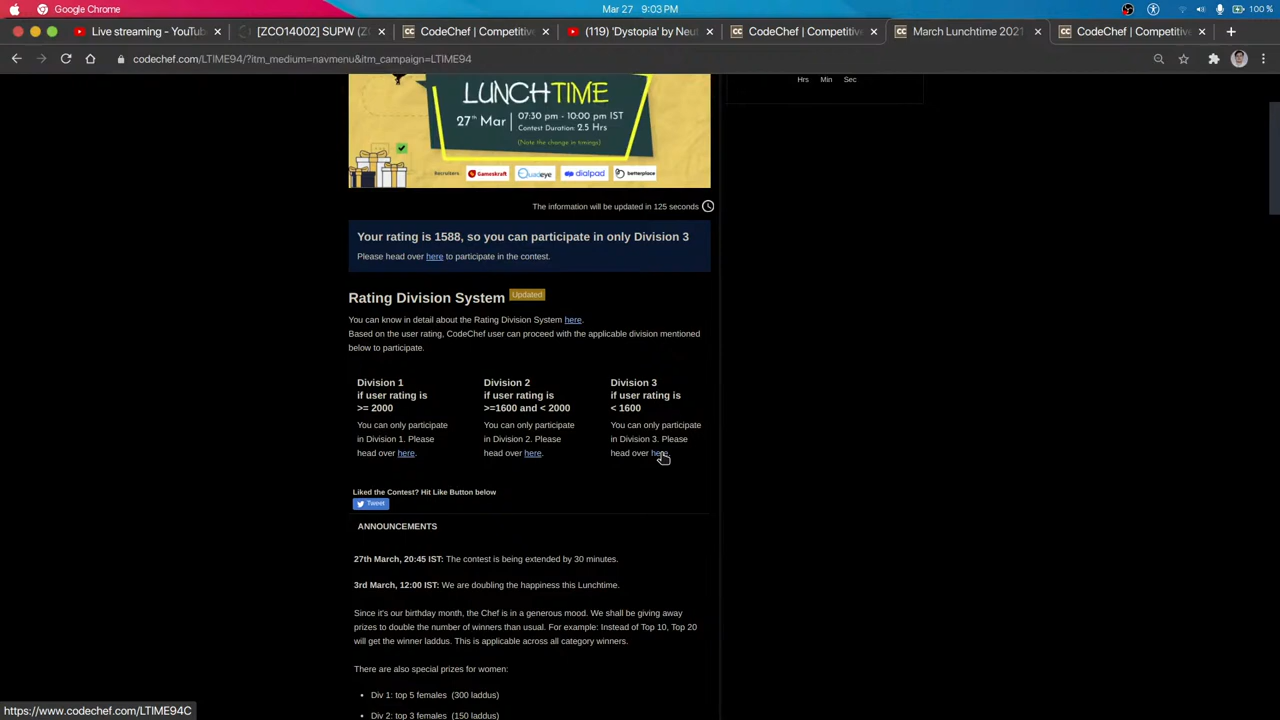 Google Chrome
Mar 27 9:03 PM
100 %
Live streaming - YouTub
[ZCO14002] SUPW (ZC
CodeChef | Competitive
(119) 'Dystopia' by Neut
CodeChef | Competitive
March Lunchtime 2021
CodeChef | Competitive
codechef.com/LTIME94/?itm_medium=navmenu&itm_campaign=LTIME94
Hrs Min Sec
LUNCHTIME
27th Mar
07:30 pm - 10:00 pm IST
Contest Duration: 2.5 Hrs
(Note the change in timings)
Recruiters
Gameskraft
Quadeye
dialpad
betterplace
The information will be updated in 125 seconds
Your rating is 1588, so you can participate in only Division 3
Please head over here to participate in the contest.
Rating Division System Updated
You can know in detail about the Rating Division System here.
Based on the user rating, CodeChef user can proceed with the applicable division mentioned
below to participate.
Division 1
if user rating is
>= 2000
You can only participate
in Division 1. Please
head over here.
Division 2
if user rating is
>=1600 and < 2000
You can only participate
in Division 2. Please
head over here.
Division 3
if user rating is
< 1600
You can only participate
in Division 3. Please
head over here.
Liked the Contest? Hit Like Button below
Tweet
ANNOUNCEMENTS
27th March, 20:45 IST: The contest is being extended by 30 minutes.
3rd March, 12:00 IST: We are doubling the happiness this Lunchtime.
Since it's our birthday month, the Chef is in a generous mood. We shall be giving away
prizes to double the number of winners than usual. For example: Instead of Top 10, Top 20
will get the winner laddus. This is applicable across all category winners.
There are also special prizes for women:
• Div 1: top 5 females (300 laddus)
• Div 2: top 3 females (150 laddus)
https://www.codechef.com/LTIME94C